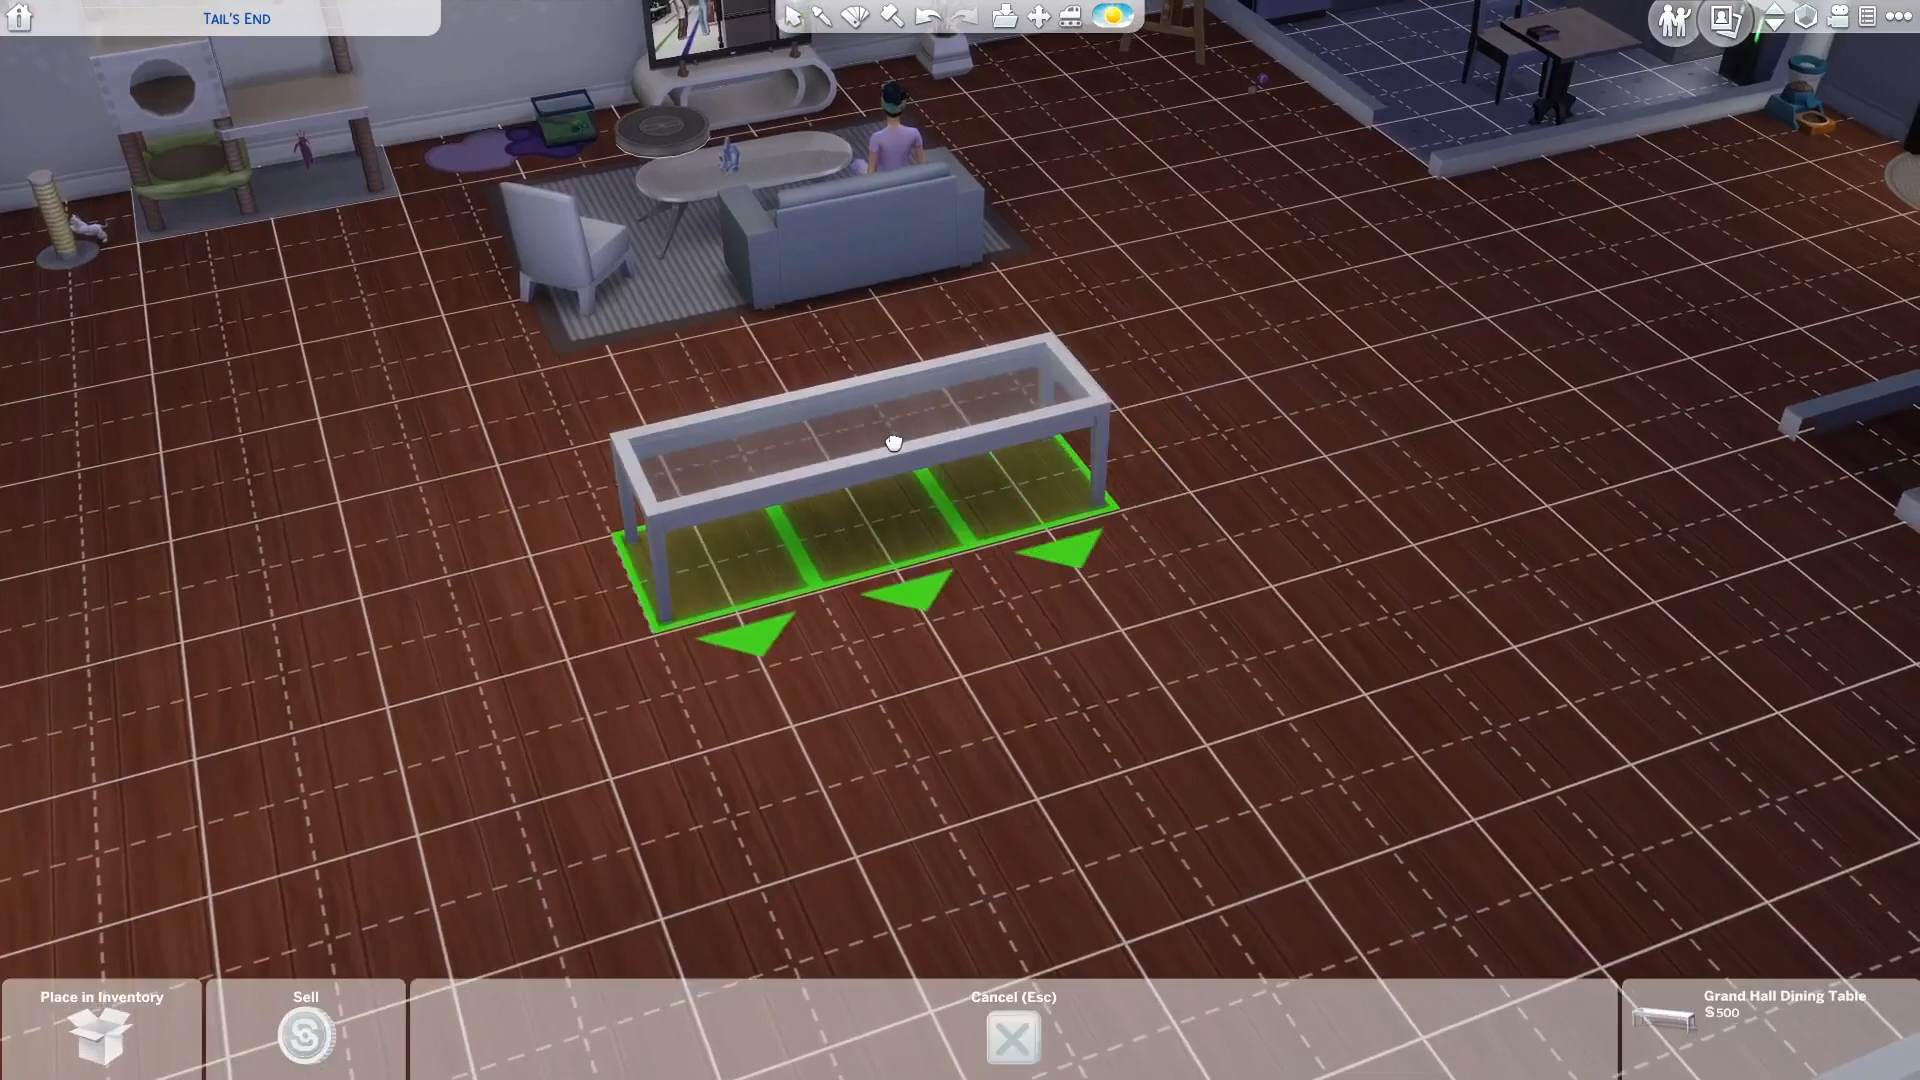 TAIL'S END
Place in Inventory
Sell
Cancel (Esc)
Grand Hall Dining Table
§500